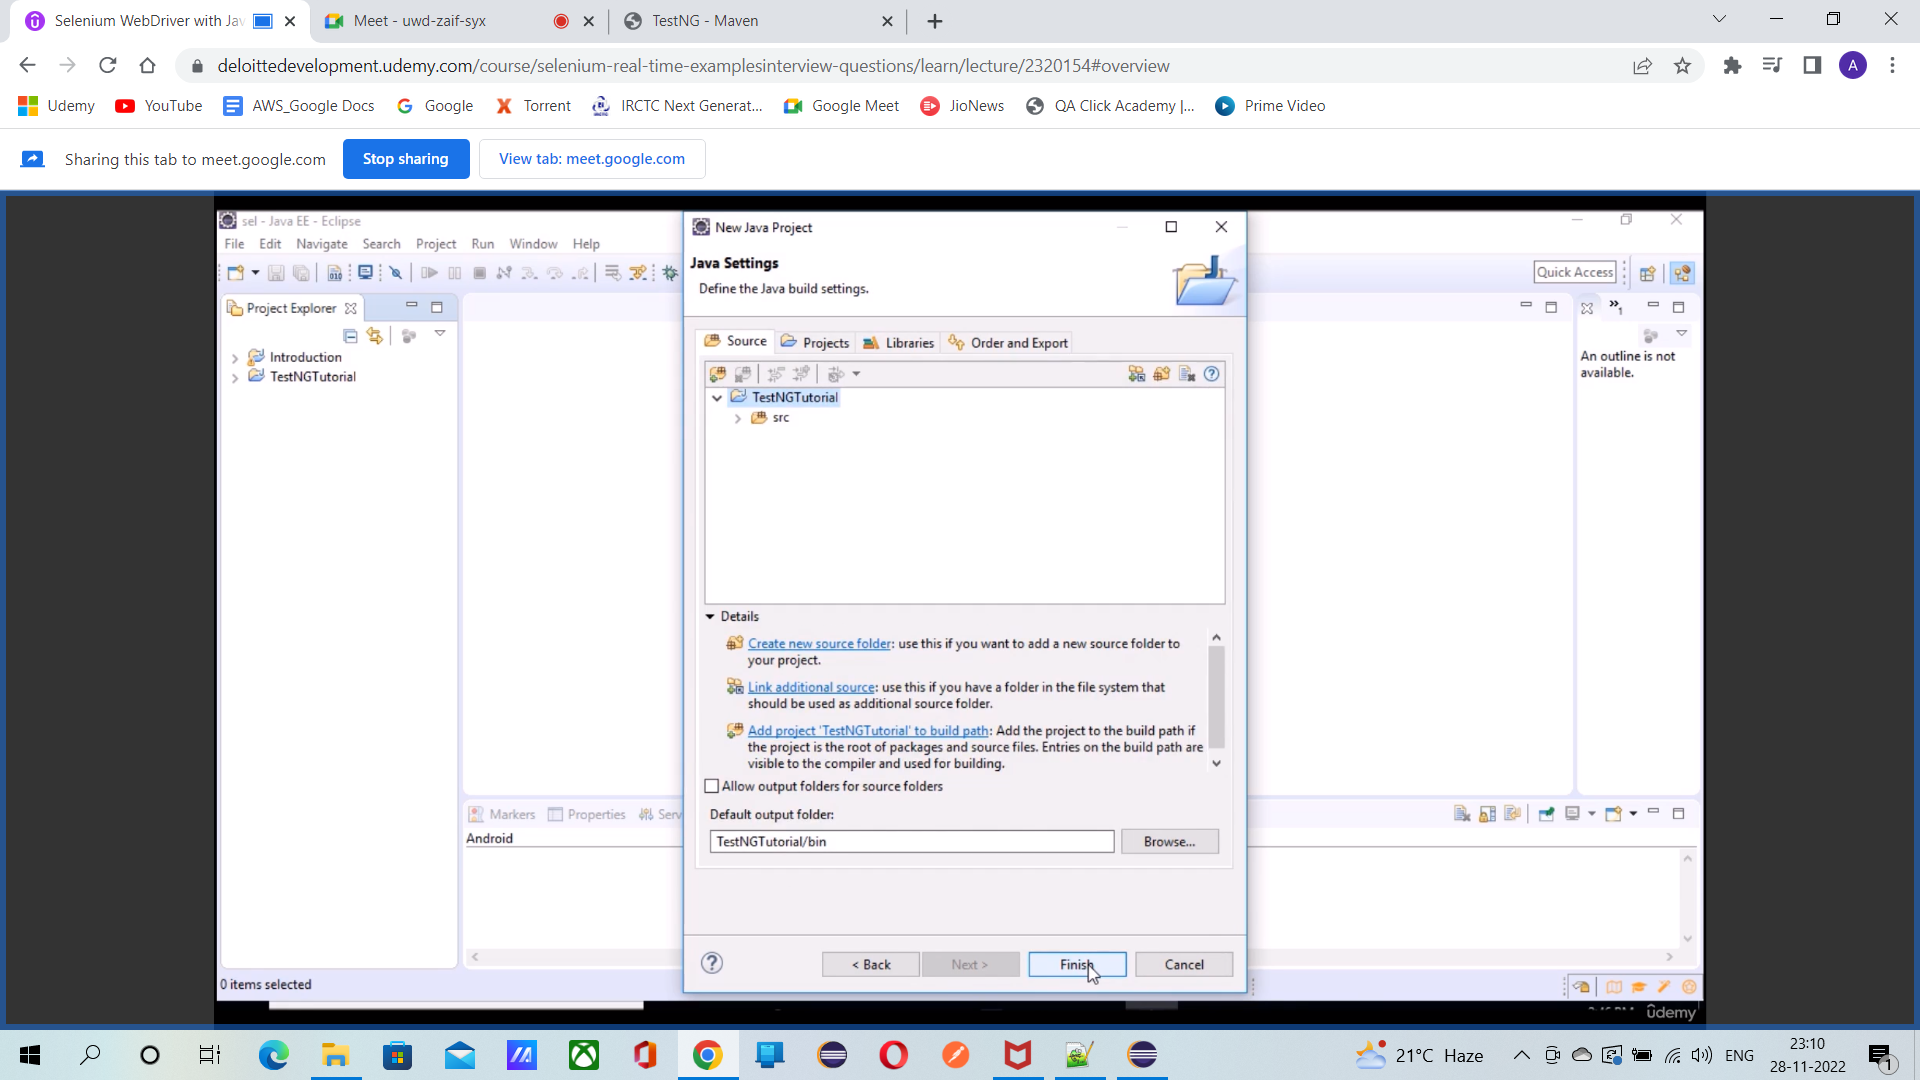 Selenium WebDriver with Jav
Meet - uwd-zaif-syx
TestNG - Maven
deloittedevelopment.udemy.com/course/selenium-real-time-examplesinterview-questions/learn/lecture/2320154#overview
A
Udemy
YouTube
AWS_Google Docs
Google
Torrent
IRCTC Next Generat...
Google Meet
JioNews
QA Click Academy |...
Prime Video
Sharing this tab to meet.google.com
Stop sharing
View tab: meet.google.com
sel - Java EE - Eclipse
File Edit Navigate Search Project Run Window Help
Quick Access
Project Explorer
Introduction
TestNGTutorial
New Java Project
Java Settings
Define the Java build settings.
Source
Projects
Libraries
Order and Export
TestNGTutorial
src
Details
Create new source folder: use this if you want to add a new source folder to
your project.
Link additional source: use this if you have a folder in the file system that
should be used as additional source folder.
Add project 'TestNGTutorial' to build path: Add the project to the build path if
the project is the root of packages and source files. Entries on the build path are
visible to the compiler and used for building.
Allow output folders for source folders
Default output folder:
TestNGTutorial/bin
Browse...
< Back
Next >
Finish
Cancel
An outline is not
available.
Markers
Properties
Serv
Android
0 items selected
ûdemy
21°C Haze
ENG
23:10
28-11-2022
1